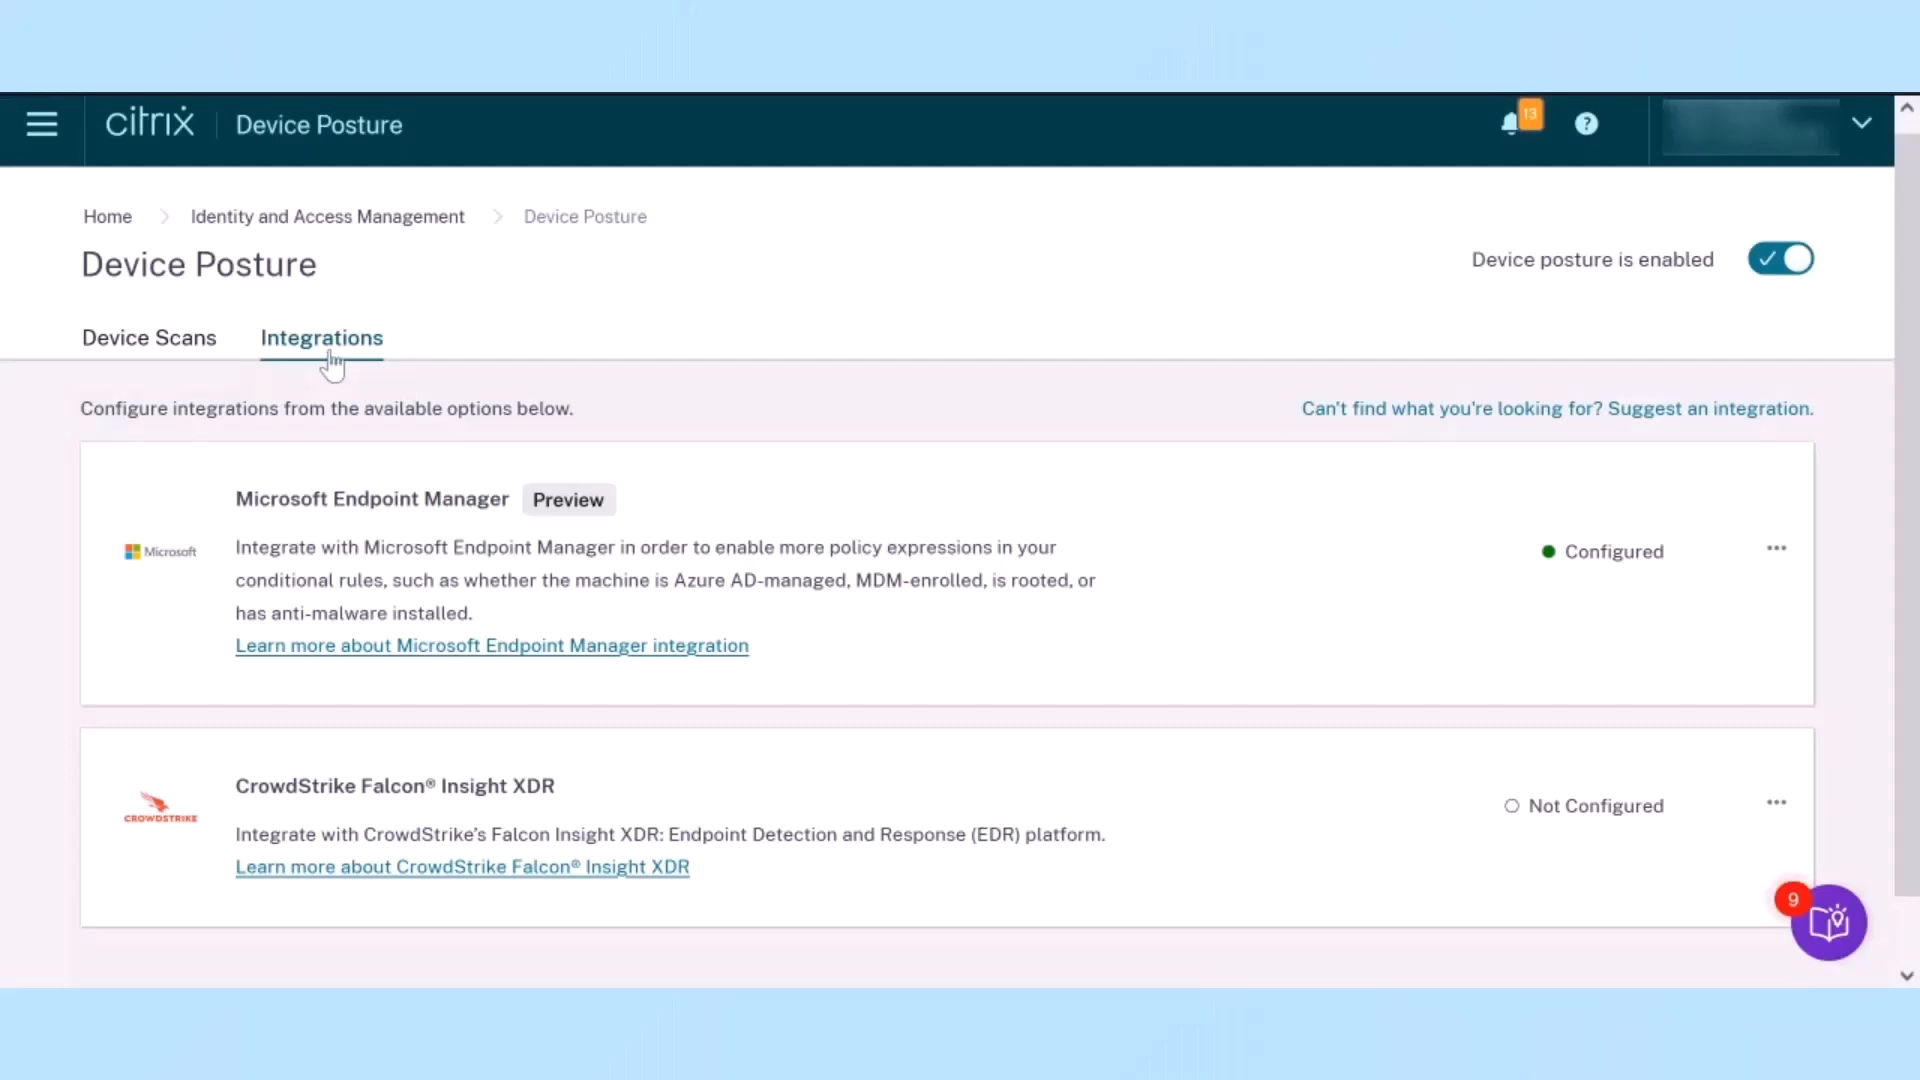 citrix
Device Posture
13
?
Home
Identity and Access Management
Device Posture
Device Posture
Device posture is enabled
Device Scans
Integrations
Configure integrations from the available options below.
Can't find what you're looking for? Suggest an integration.
Microsoft Endpoint Manager
Preview
Microsoft
Integrate with Microsoft Endpoint Manager in order to enable more policy expressions in your
conditional rules, such as whether the machine is Azure AD-managed, MDM-enrolled, is rooted, or
has anti-malware installed.
Learn more about Microsoft Endpoint Manager integration
Configured
CrowdStrike Falcon® Insight XDR
CROWDSTRIKE
Integrate with CrowdStrike’s Falcon Insight XDR: Endpoint Detection and Response (EDR) platform.
Learn more about CrowdStrike Falcon® Insight XDR
Not Configured
9